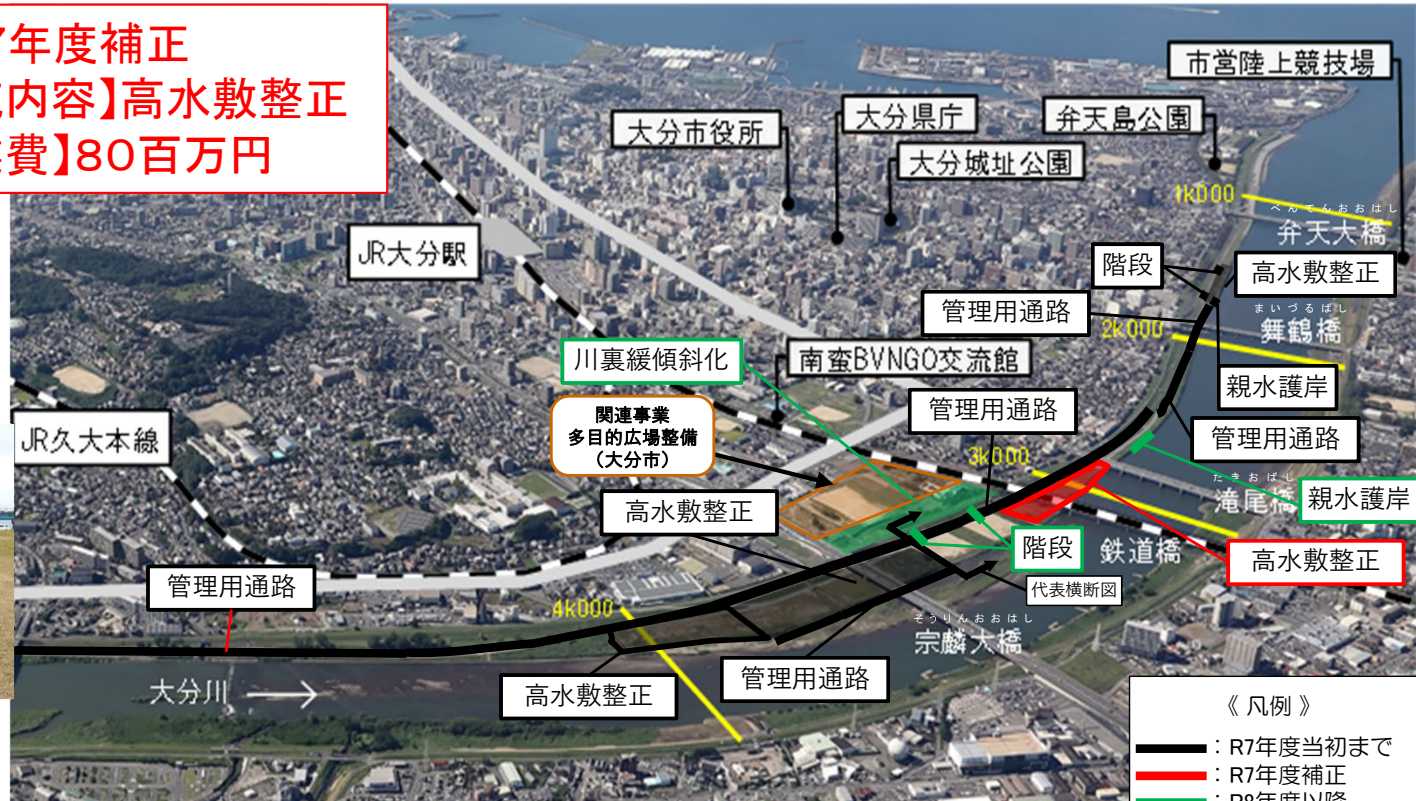 7年度補正
内容】高水敷整正
費】80百万円
市営陸上競技場
大分市役所
大分県庁
弁天島公園
大分城址公園
1k000
べんてんおおはし
弁天大橋
JR大分駅
階段
高水敷整正
管理用通路
まいづるばし
舞鶴橋
2k000
川裏緩傾斜化
南蛮BVNGO交流館
親水護岸
関連事業
多目的広場整備
(大分市)
管理用通路
管理用通路
JR久大本線
3k000
たきおばし
滝尾橋
親水護岸
高水敷整正
階段
鉄道橋
高水敷整正
管理用通路
代表横断図
4k000
そうりんおおはし
宗麟大橋
管理用通路
大分川
高水敷整正
《 凡例 》
：R7年度当初まで
：R7年度補正
：R8年度以降